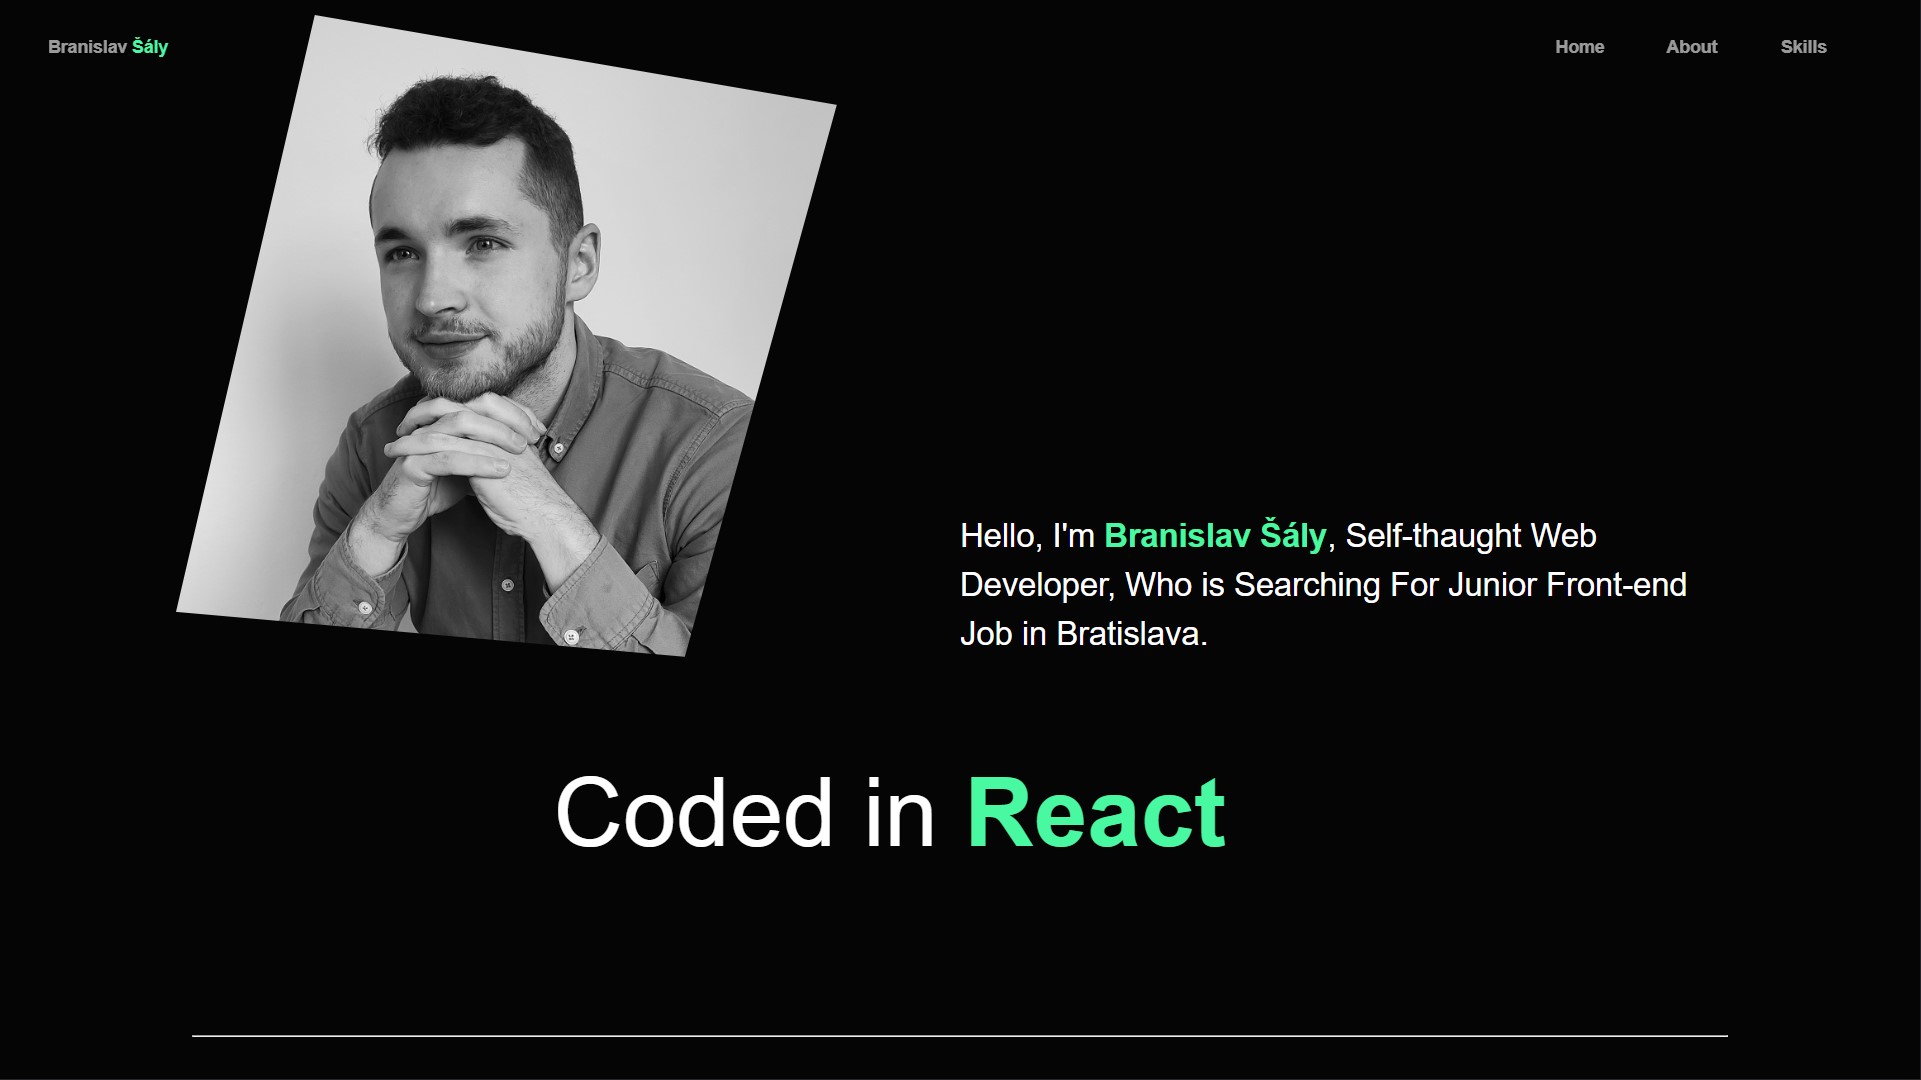 Branislav Šály
Home About Skills
Hello, I'm Branislav Šály, Self-thaught Web
Developer, Who is Searching For Junior Front-end
Job in Bratislava.
Coded in React